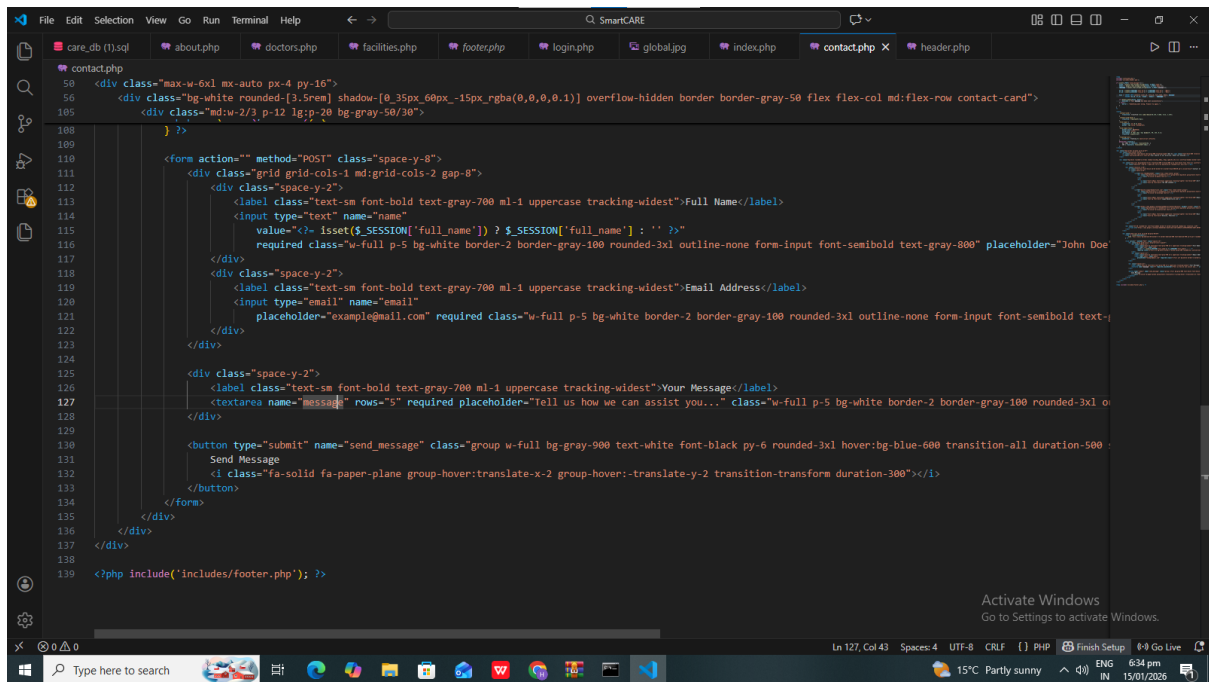 File Edit Selection View Go Run Terminal Help
SmartCARE
care_db (1).sql about.php doctors.php facilities.php footer.php login.php global.jpg index.php contact.php header.php
contact.php
50 <div class="max-w-6xl mx-auto px-4 py-16">
56 <div class="bg-white rounded-[3.5rem] shadow-[0_35px_60px_-15px_rgba(0,0,0,0.1)] overflow-hidden border border-gray-50 flex flex-col md:flex-row contact-card">
105 <div class="md:w-2/3 p-12 lg:p-20 bg-gray-50/30">
108 } ?>
109
110 <form action="" method="POST" class="space-y-8">
111 <div class="grid grid-cols-1 md:grid-cols-2 gap-8">
112 <div class="space-y-2">
113 <label class="text-sm font-bold text-gray-700 ml-1 uppercase tracking-widest">Full Name</label>
114 <input type="text" name="name"
115 value="<?= isset($_SESSION['full_name']) ? $_SESSION['full_name'] : '' ?>"
116 required class="w-full p-5 bg-white border-2 border-gray-100 rounded-3xl outline-none form-input font-semibold text-gray-800" placeholder="John Doe
117 </div>
118 <div class="space-y-2">
119 <label class="text-sm font-bold text-gray-700 ml-1 uppercase tracking-widest">Email Address</label>
120 <input type="email" name="email"
121 placeholder="example@mail.com" required class="w-full p-5 bg-white border-2 border-gray-100 rounded-3xl outline-none form-input font-semibold text-g
122 </div>
123 </div>
124
125 <div class="space-y-2">
126 <label class="text-sm font-bold text-gray-700 ml-1 uppercase tracking-widest">Your Message</label>
127 <textarea name="message" rows="5" required placeholder="Tell us how we can assist you..." class="w-full p-5 bg-white border-2 border-gray-100 rounded-3xl o
128 </div>
129
130 <button type="submit" name="send_message" class="group w-full bg-gray-900 text-white font-black py-6 rounded-3xl hover:bg-blue-600 transition-all duration-500 s
131 Send Message
132 <i class="fa-solid fa-paper-plane group-hover:translate-x-2 group-hover:-translate-y-2 transition-transform duration-300"></i>
133 </button>
134 </form>
135 </div>
136 </div>
137 </div>
138
139 <?php include('includes/footer.php'); ?>
Activate Windows
Go to Settings to activate Windows.
0 0 Ln 127, Col 43 Spaces: 4 UTF-8 CRLF { } PHP Finish Setup Go Live
Type here to search 15°C Partly sunny ENG IN 6:34 pm 15/01/2026 1